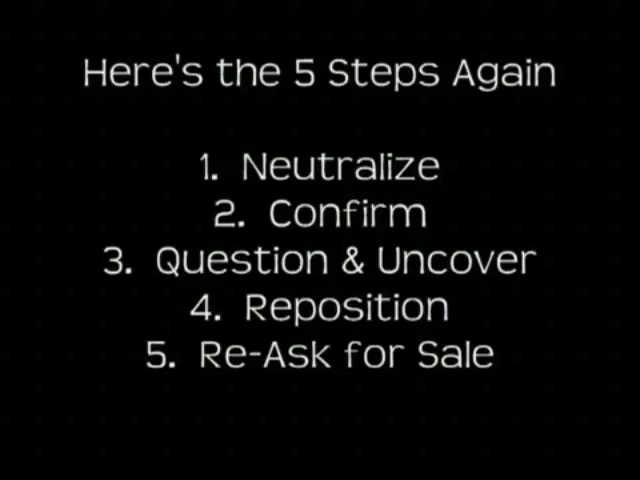 Here's the 5 Steps Again
1. Neutralize
2. Confirm
3. Question & Uncover
4. Reposition
5. Re-Ask for Sale